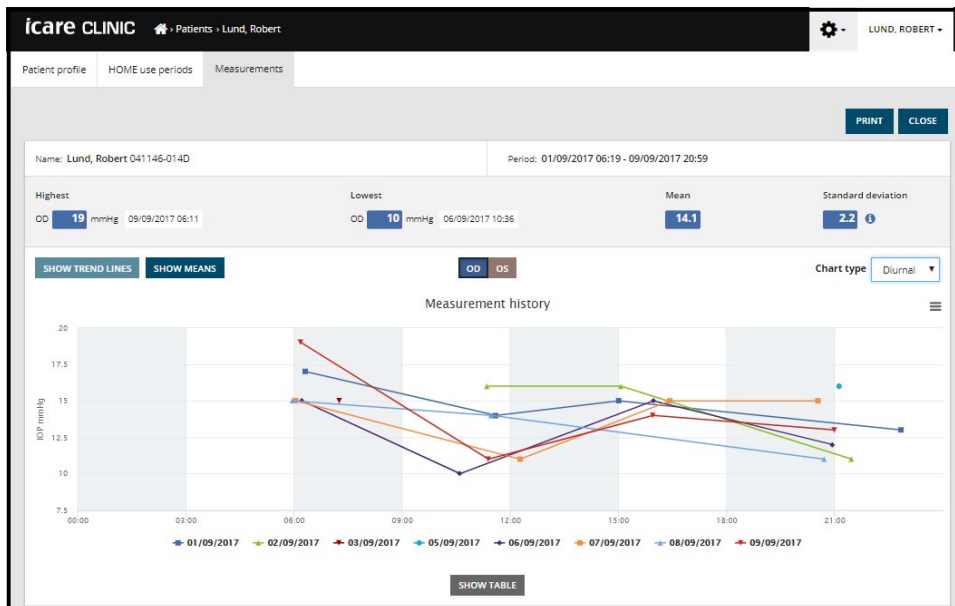 icare CLINIC › Patients › Lund, Robert LUND, ROBERT
Patient profile HOME use periods Measurements
PRINT CLOSE
Name: Lund, Robert 041146-014D Period: 01/09/2017 06:19 - 09/09/2017 20:59
Highest Lowest Mean Standard deviation
OD 19 mmHg 09/09/2017 06:11 OD 10 mmHg 06/09/2017 10:36 14.1 2.2 i
SHOW TREND LINES SHOW MEANS OD OS Chart type Diurnal
Measurement history
20
17.5
15
12.5
10
7.5
IOP mmHg
00:00 03:00 06:00 09:00 12:00 15:00 18:00 21:00
01/09/2017 02/09/2017 03/09/2017 05/09/2017 06/09/2017 07/09/2017 08/09/2017 09/09/2017
SHOW TABLE